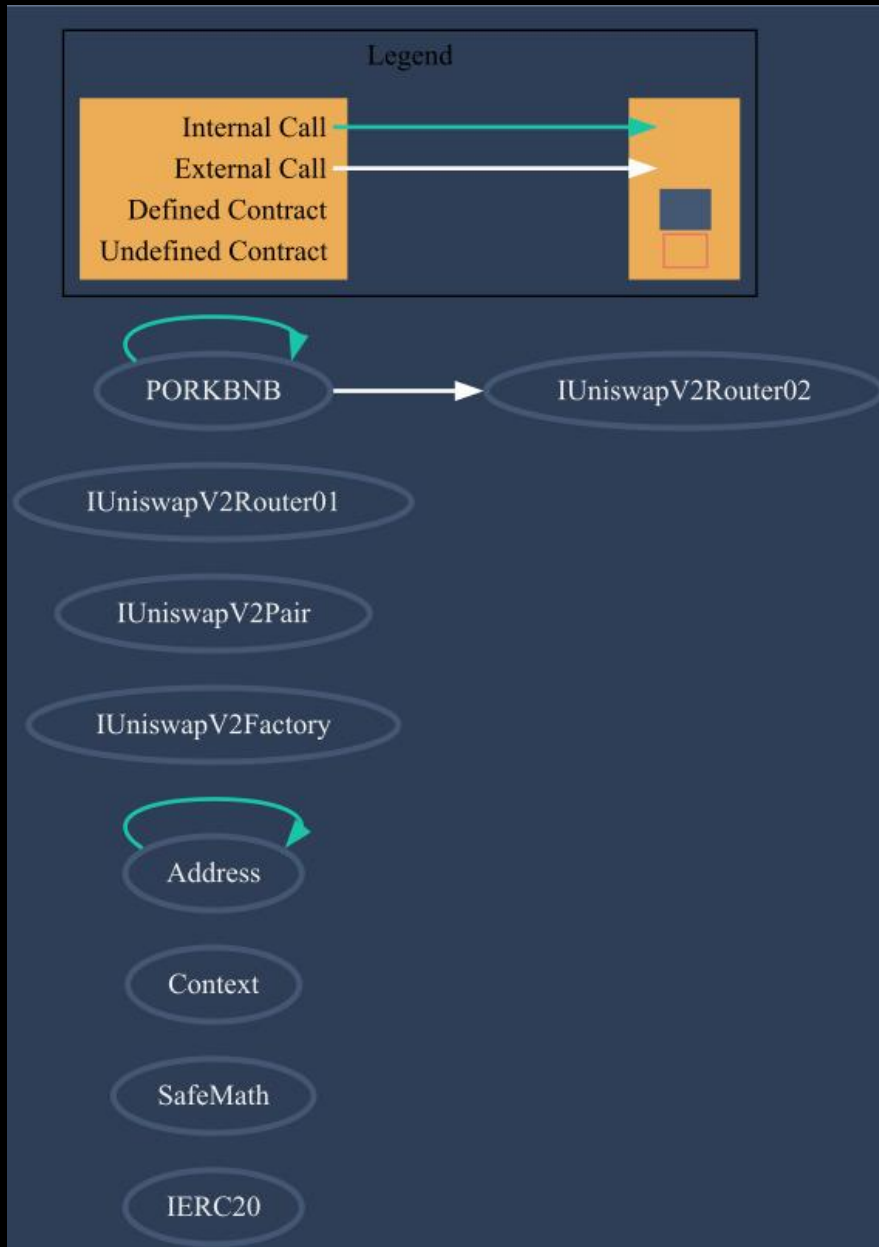 Legend
Internal Call
External Call
Defined Contract
Undefined Contract
PORKBNB
IUniswapV2Router02
IUniswapV2Router01
IUniswapV2Pair
IUniswapV2Factory
Address
Context
SafeMath
IERC20